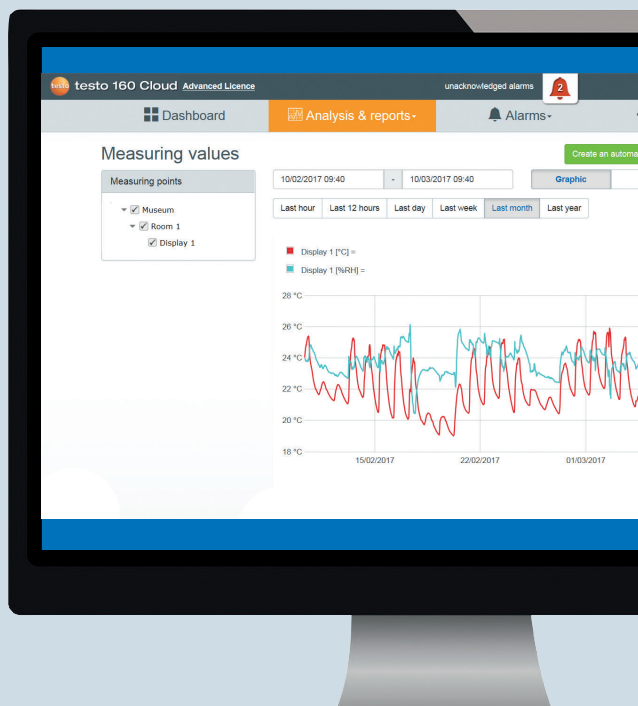 testo testo 160 Cloud Advanced Licence unacknowledged alarms 2
Dashboard Analysis & reports Alarms
Measuring values
Create an automa
Measuring points
10/02/2017 09:40 - 10/03/2017 09:40 Graphic
Last hour Last 12 hours Last day Last week Last month Last year
Museum
Room 1
Display 1
Display 1 [°C] =
Display 1 [%RH] =
28 °C
26 °C
24 °C
22 °C
20 °C
18 °C
15/02/2017 22/02/2017 01/03/2017